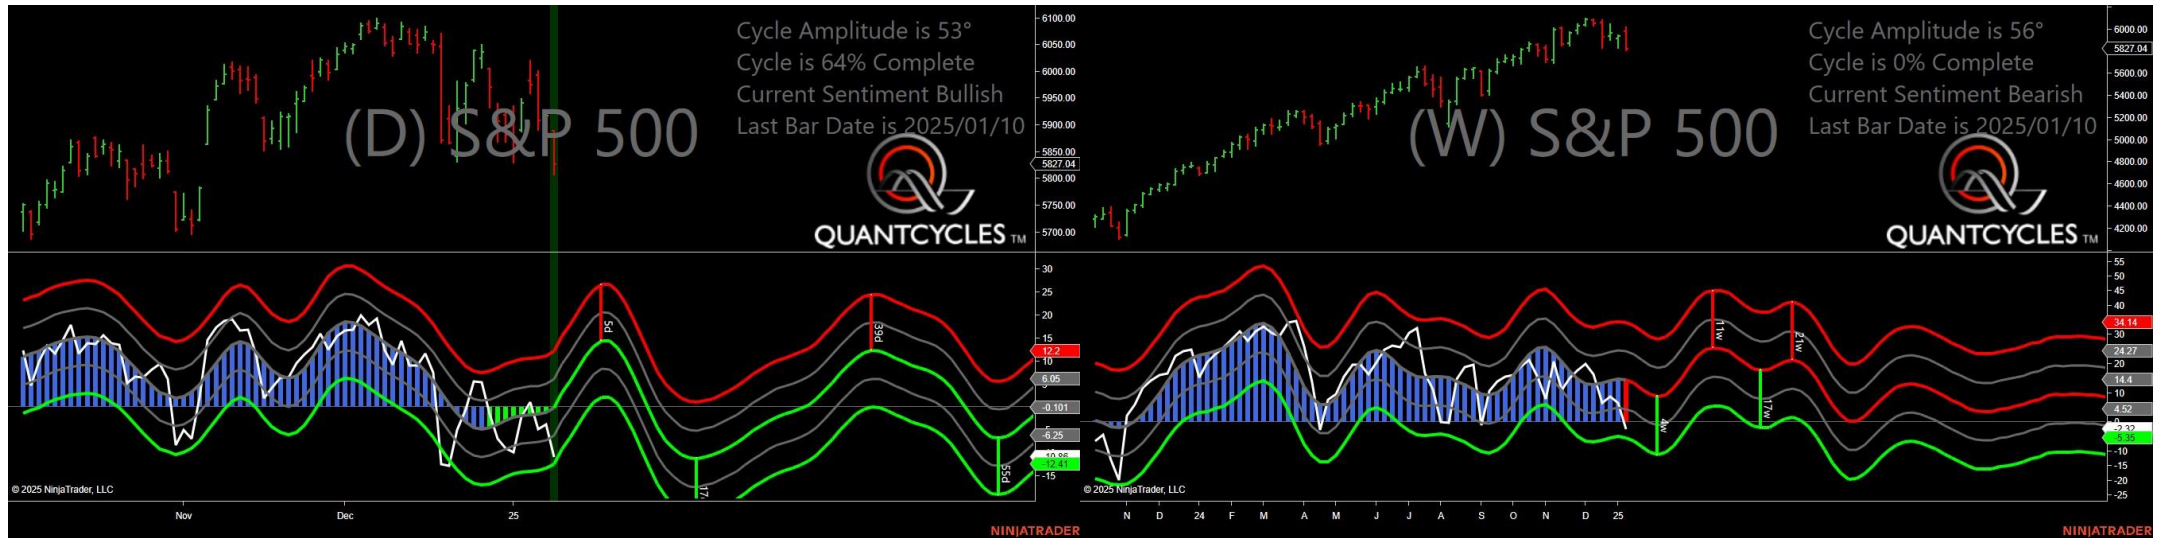 Cycle Amplitude is 53°
Cycle is 64% Complete
Current Sentiment Bullish
Last Bar Date is 2025/01/10
(D) S&P 500
QUANTCYCLES TM
6100.00
6050.00
6000.00
5950.00
5900.00
5850.00
5827.04
5800.00
5750.00
5700.00
30
25
20
15
12.2
10
6.05
-0.101
-6.25
-12.41
-15
5d
17
39d
55d
© 2025 NinjaTrader, LLC
Nov
Dec
25
NINJATRADER
Cycle Amplitude is 56°
Cycle is 0% Complete
Current Sentiment Bearish
Last Bar Date is 2025/01/10
(W) S&P 500
QUANTCYCLES TM
6000.00
5827.04
5600.00
5400.00
5200.00
5000.00
4800.00
4600.00
4400.00
4200.00
55
50
45
40
34.14
30
24.27
20
14.4
10
4.52
-2.32
-5.35
-10
-15
-20
-25
4w
11w
17w
21w
© 2025 NinjaTrader, LLC
N D 24 F M A M J J A S O N D 25
NINJATRADER